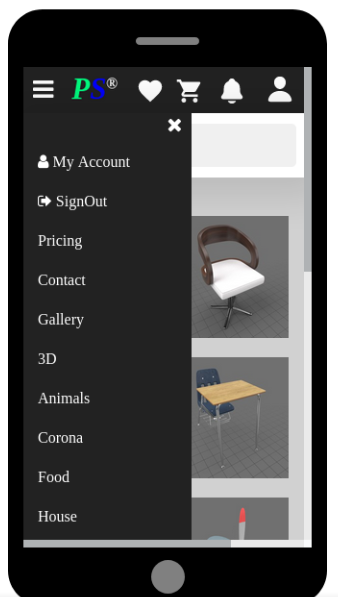 PS®
My Account
SignOut
Pricing
Contact
Gallery
3D
Animals
Corona
Food
House